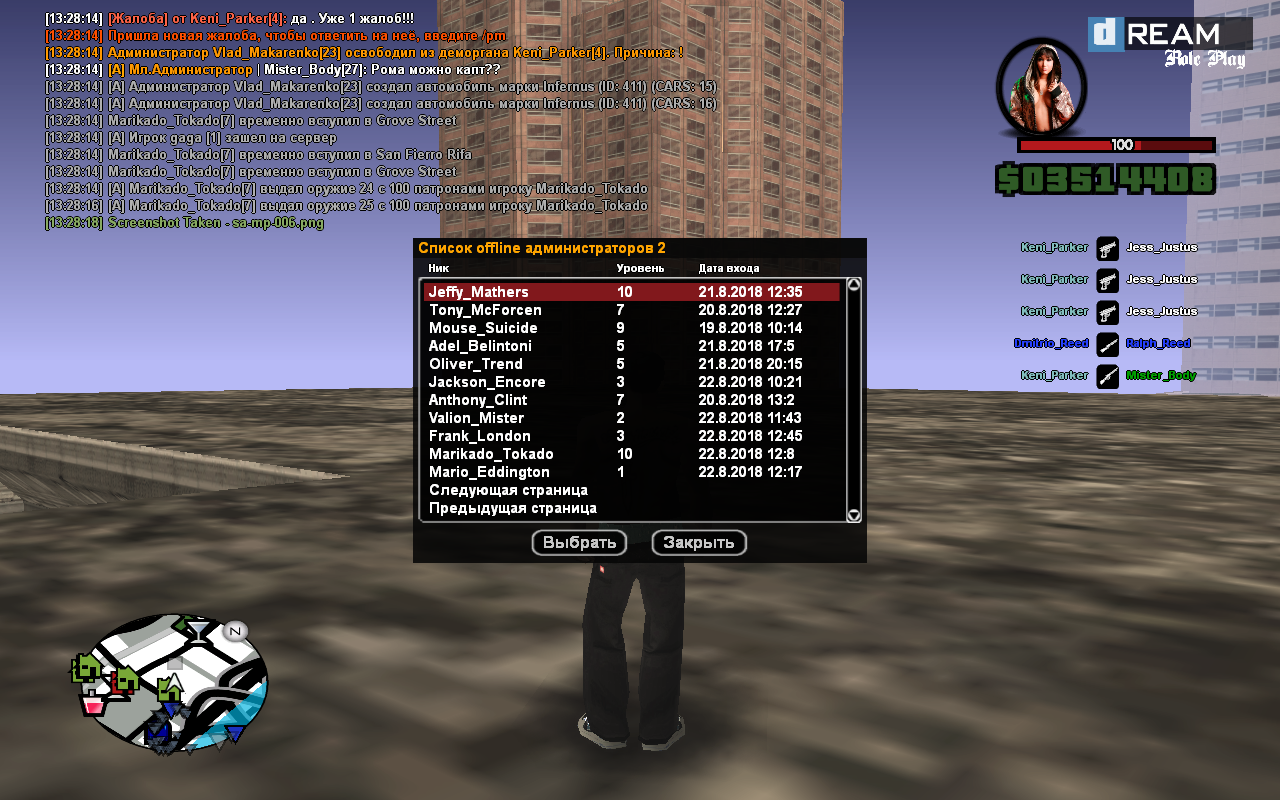 [13:28:14] [Жалоба] от Keni_Parker[4]: да . Уже 1 жалоб!!!
[13:28:14] Пришла новая жалоба, чтобы ответить на неё, введите /pm
[13:28:14] Администратор Vlad_Makarenko[23] освободил из деморгана Keni_Parker[4]. Причина: !
[13:28:14] [A] Мл.Администратор | Mister_Body[27]: Рома можно капт??
[13:28:14] [A] Администратор Vlad_Makarenko[23] создал автомобиль марки Infernus (ID: 411) (CARS: 15)
[13:28:14] [A] Администратор Vlad_Makarenko[23] создал автомобиль марки Infernus (ID: 411) (CARS: 16)
[13:28:14] Marikado_Tokado[7] временно вступил в Grove Street
[13:28:14] [A] Игрок gaga [1] зашел на сервер
[13:28:14] Marikado_Tokado[7] временно вступил в San Fierro Rifa
[13:28:14] Marikado_Tokado[7] временно вступил в Grove Street
[13:28:14] [A] Marikado_Tokado[7] выдал оружие 24 с 100 патронами игроку Marikado_Tokado
[13:28:16] [A] Marikado_Tokado[7] выдал оружие 25 с 100 патронами игроку Marikado_Tokado
[13:28:18] Screenshot Taken - sa-mp-006.png
dREAM
Role Play
100
$03514408
Keni_Parker Jess_Justus
Keni_Parker Jess_Justus
Keni_Parker Jess_Justus
Dmitrio_Reed Ralph_Reed
Keni_Parker Mister_Body
Список offline администраторов 2
Ник Уровень Дата входа
Jeffy_Mathers 10 21.8.2018 12:35
Tony_McForcen 7 20.8.2018 12:27
Mouse_Suicide 9 19.8.2018 10:14
Adel_Belintoni 5 21.8.2018 17:5
Oliver_Trend 5 21.8.2018 20:15
Jackson_Encore 3 22.8.2018 10:21
Anthony_Clint 7 20.8.2018 13:2
Valion_Mister 2 22.8.2018 11:43
Frank_London 3 22.8.2018 12:45
Marikado_Tokado 10 22.8.2018 12:8
Mario_Eddington 1 22.8.2018 12:17
Следующая страница
Предыдущая страница
Выбрать Закрыть
N